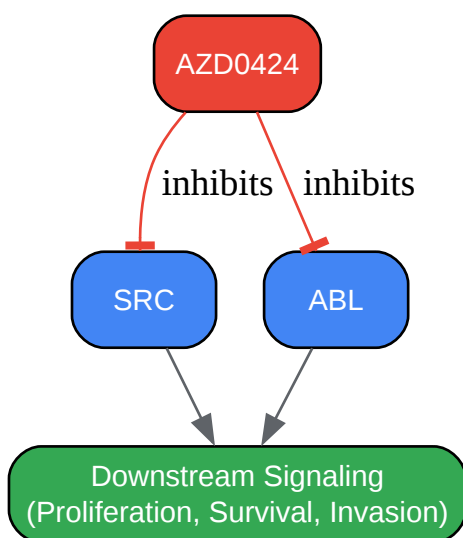 AZD0424
inhibits inhibits
SRC
ABL
Downstream Signaling
(Proliferation, Survival, Invasion)